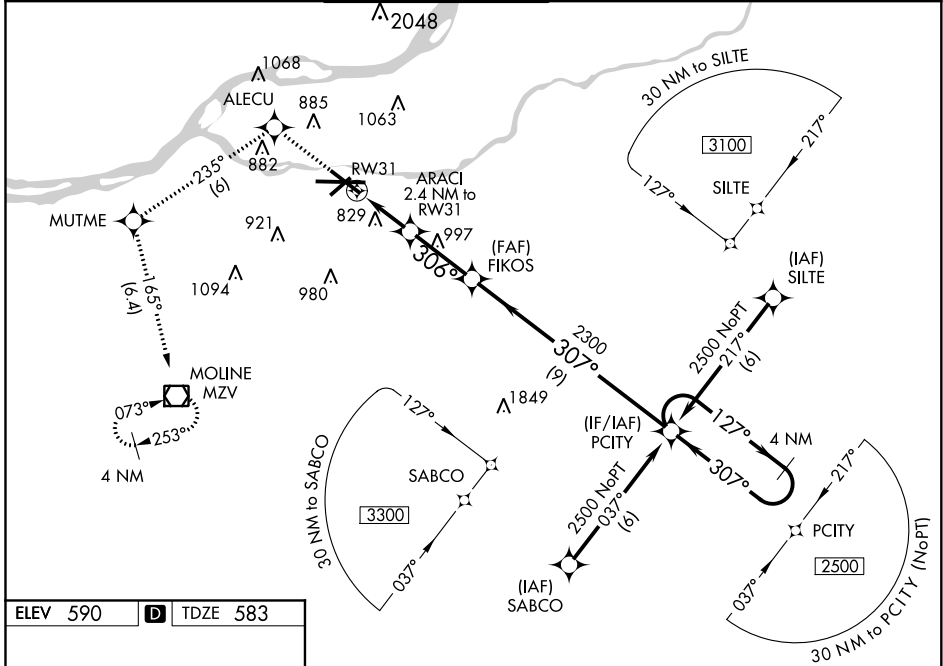 2048
1068
ALECU
885
1063
882
235°
(6)
RW31
ARACI
2.4 NM to
RW31
MUTME
829
921
997
306°
(FAF)
FIKOS
1094
980
165°
(6.4)
MOLINE
MZV
073°
253°
4 NM
30 NM to SILTE
3100
217°
127°
SILTE
(IAF)
SILTE
2500 NoPT
217°
(6)
2300
307°
(9)
1849
(IF/IAF)
PCITY
127°
4 NM
307°
30 NM to SABCO
127°
SABCO
3300
037°
2500 NoPT
037°
(6)
(IAF)
SABCO
217°
PCITY
2500
037°
30 NM to PCITY (NoPT)
ELEV 590 D TDZE 583